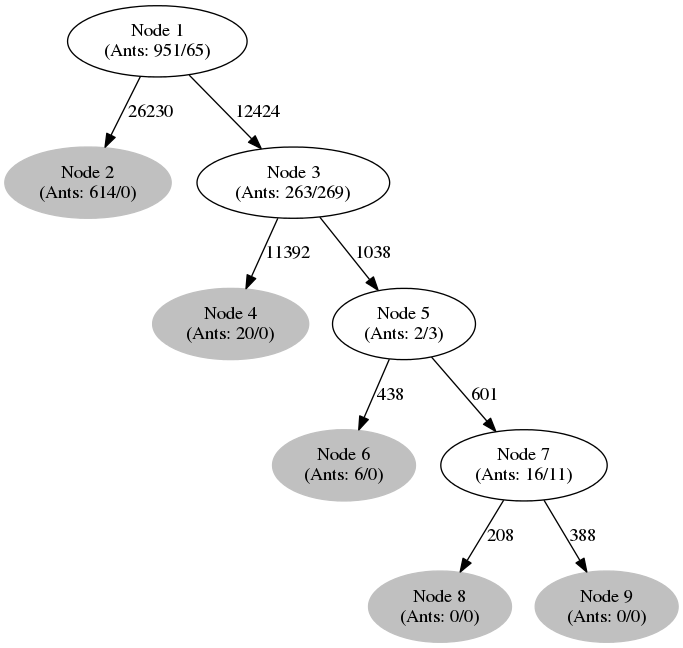 Node 1
(Ants: 951/65)
26230
12424
Node 2
(Ants: 614/0)
Node 3
(Ants: 263/269)
11392
1038
Node 4
(Ants: 20/0)
Node 5
(Ants: 2/3)
438
601
Node 6
(Ants: 6/0)
Node 7
(Ants: 16/11)
208
388
Node 8
(Ants: 0/0)
Node 9
(Ants: 0/0)